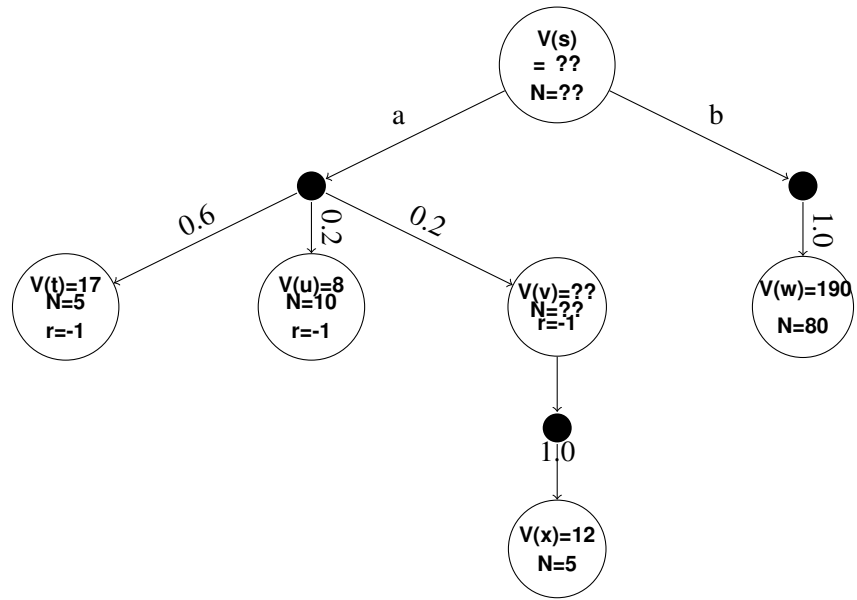 V(s)
= ??
N=??
a
b
0.6
0.2
0.2
1.0
V(t)=17
N=5
r=-1
V(u)=8
N=10
r=-1
V(v)=??
N=??
r=-1
V(w)=190
N=80
1.0
V(x)=12
N=5